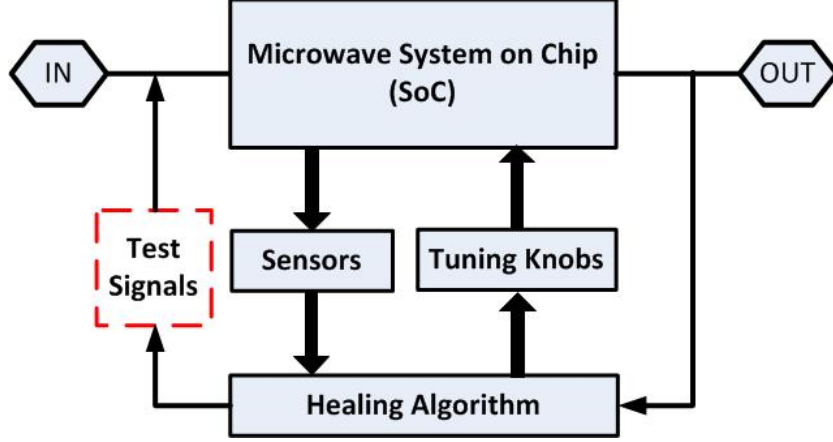 IN
Microwave System on Chip
(SoC)
OUT
Test
Signals
Sensors
Tuning Knobs
Healing Algorithm